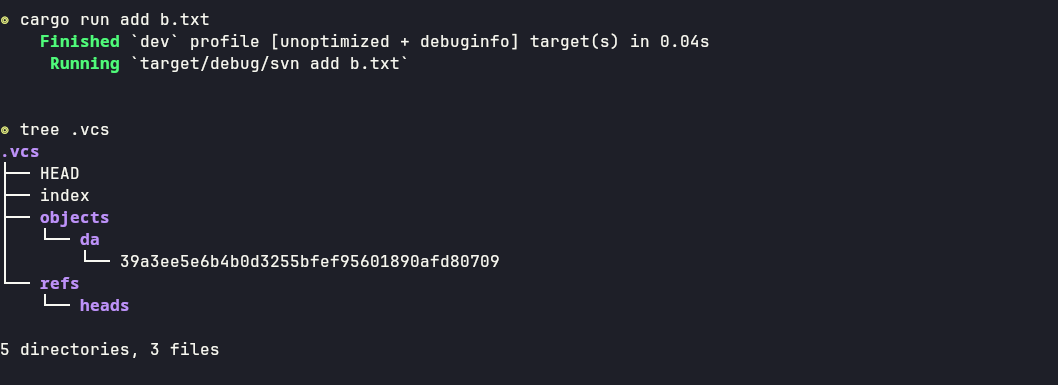 cargo run add b.txt
Finished `dev` profile [unoptimized + debuginfo] target(s) in 0.04s
Running `target/debug/svn add b.txt`
tree .vcs
.vcs
├── HEAD
├── index
├── objects
│   └── da
│       └── 39a3ee5e6b4b0d3255bfef95601890afd80709
└── refs
    └── heads
5 directories, 3 files